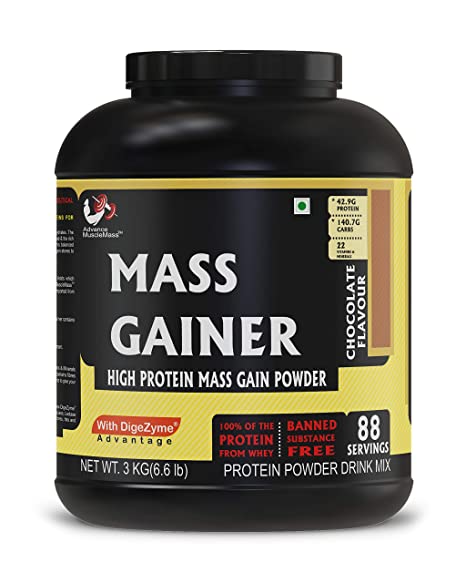 Advance
MuscleMass™
MASS
GAINER
HIGH PROTEIN MASS GAIN POWDER
* 42.9G
PROTEIN
* 140.7G
CARBS
22
VITAMINS &
MINERALS
CHOCOLATE
FLAVOUR
With DigeZyme®
Advantage
100% OF THE
PROTEIN
FROM WHEY
BANNED
SUBSTANCE
FREE
88
SERVINGS
NET WT. 3 KG(6.6 lb)
PROTEIN POWDER DRINK MIX